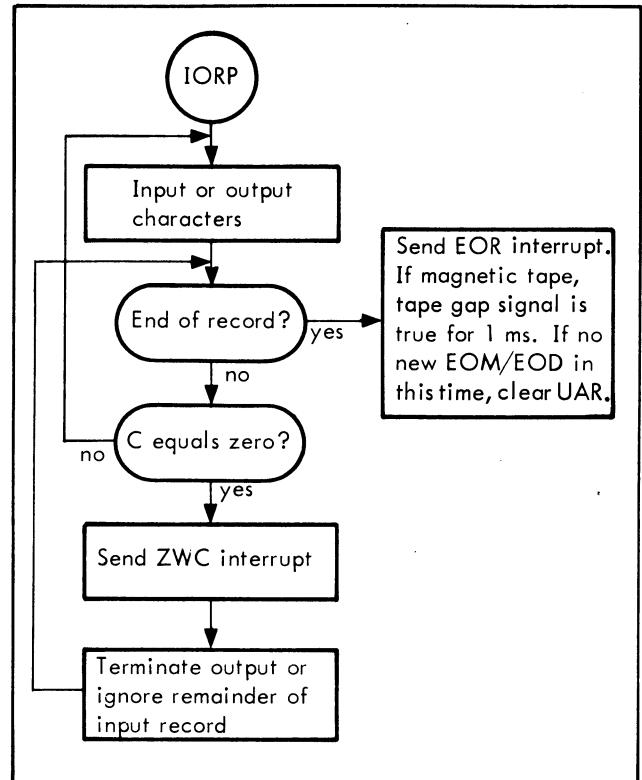 IORP
Input or output
characters
End of record?
yes
no
Send EOR interrupt.
If magnetic tape,
tape gap signal is
true for 1 ms. If no
new EOM/EOD in
this time, clear UAR.
C equals zero?
no
yes
Send ZWC interrupt
Terminate output or
ignore remainder of
input record